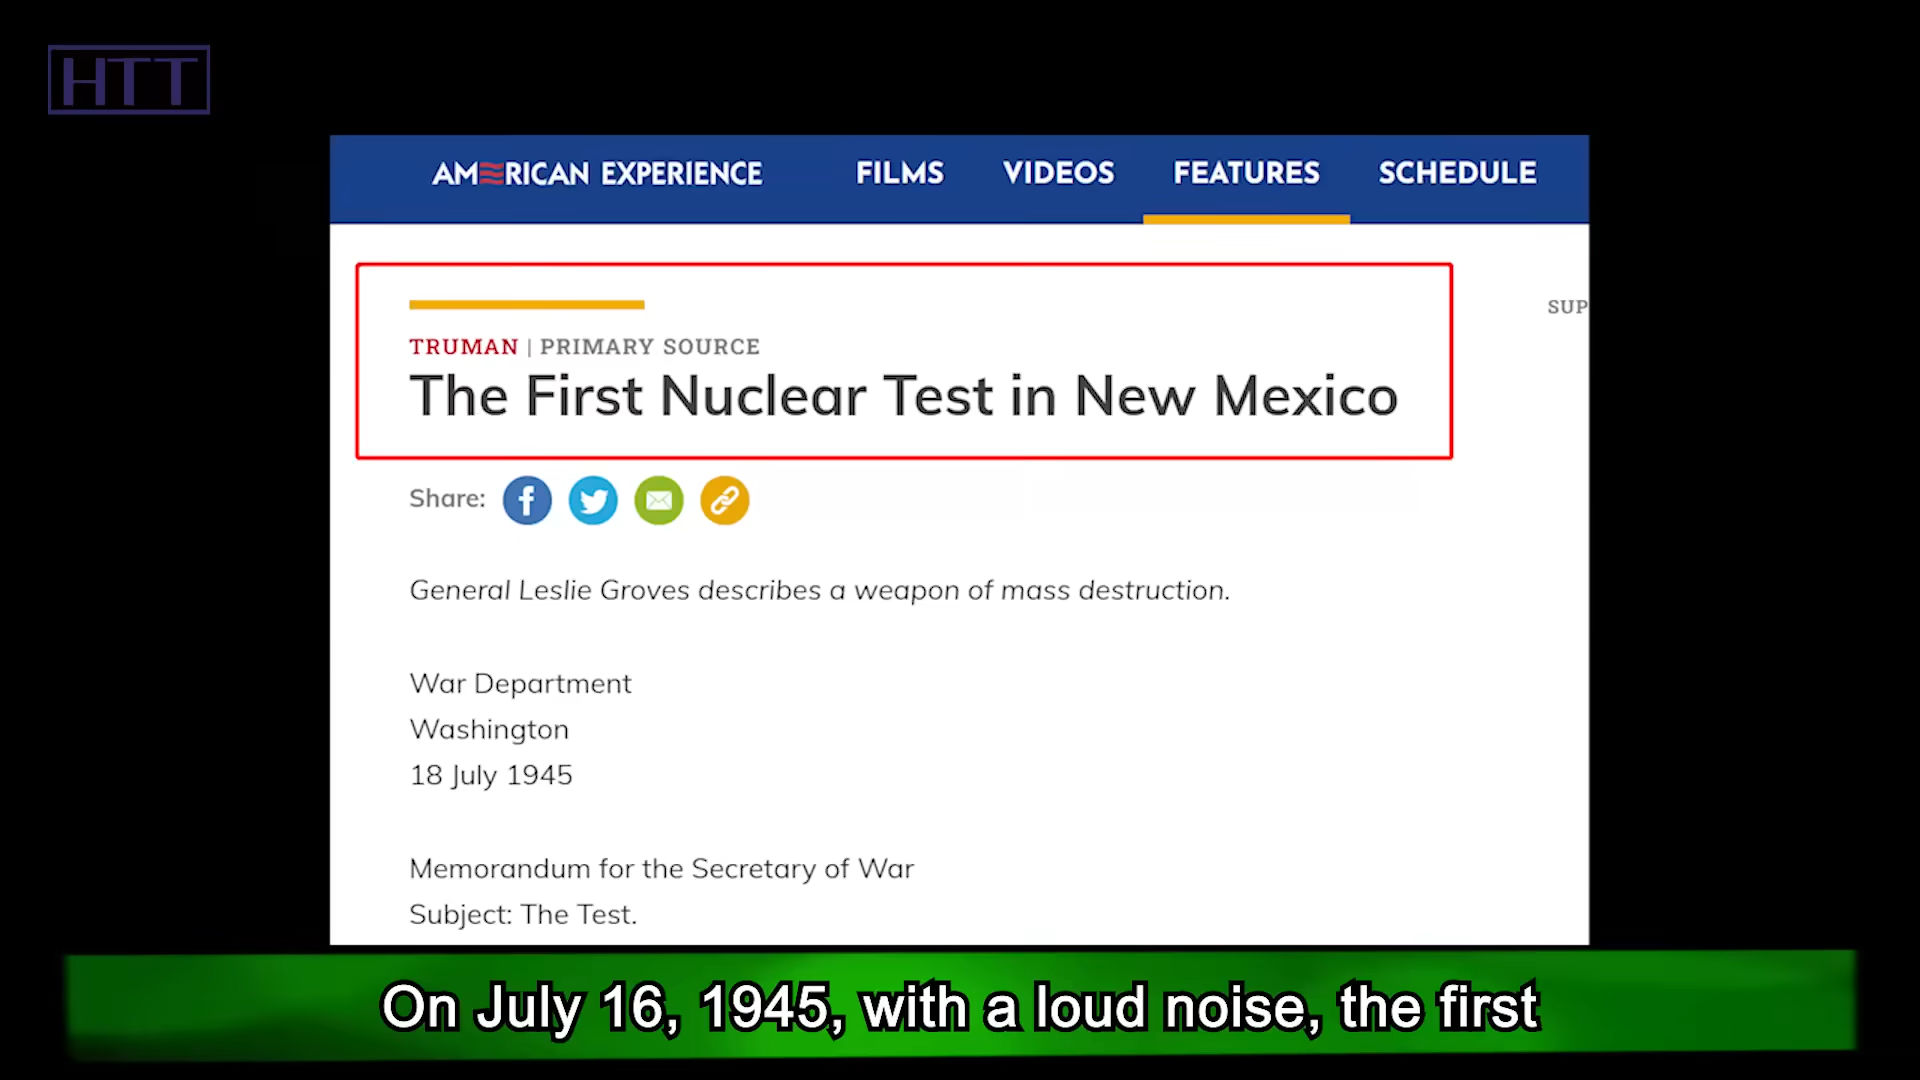 HTT
AMERICAN EXPERIENCE FILMS VIDEOS FEATURES SCHEDULE
SUP
TRUMAN | PRIMARY SOURCE
The First Nuclear Test in New Mexico
Share:
General Leslie Groves describes a weapon of mass destruction.
War Department
Washington
18 July 1945
Memorandum for the Secretary of War
Subject: The Test.
On July 16, 1945, with a loud noise, the first